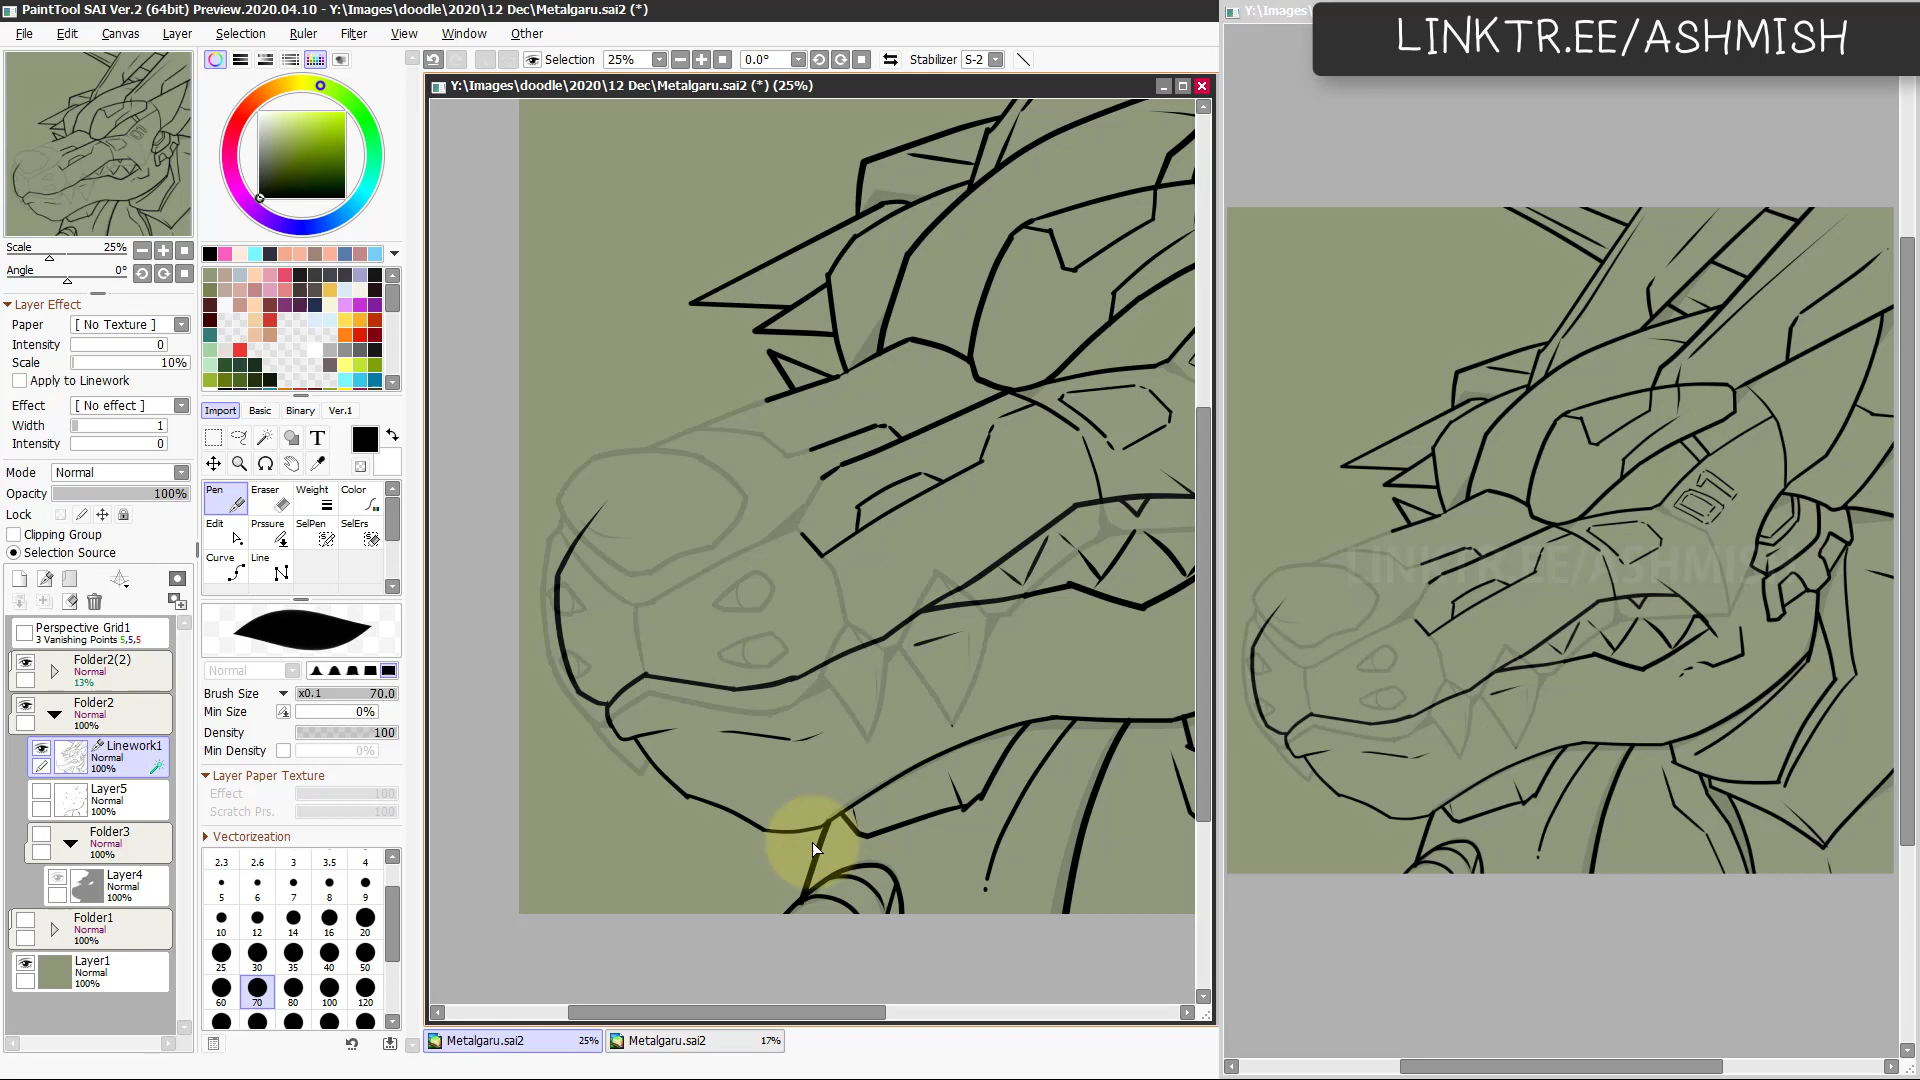 PaintTool SAI Ver.2 (64bit) Preview.2020.04.10 - Y:\Images\doodle\2020\12 Dec\Metalgaru.sai2 (*)
Y:\Images
LINKTR.EE/ASHMISH
File Edit Canvas Layer Selection Ruler Filter View Window Other
Selection 25% 0.0° Stabilizer S-2
Y:\Images\doodle\2020\12 Dec\Metalgaru.sai2 (*) (25%)
Scale 25%
Angle 0°
Layer Effect
Paper [ No Texture ]
Intensity 0
Scale 10%
Apply to Linework
Effect [ No effect ]
Width 1
Intensity 0
Mode Normal
Opacity 100%
Lock
Clipping Group
Selection Source
Perspective Grid1
3 Vanishing Points 5,5,5
Folder2(2)
Normal
13%
Folder2
Normal
100%
Linework1
Normal
100%
Layer5
Normal
100%
Folder3
Normal
100%
Layer4
Normal
100%
Folder1
Normal
100%
Layer1
Normal
100%
Import Basic Binary Ver.1
T
Pen Eraser Weight Color
Edit Prssure SelPen SelErs
Curve Line
Normal
Brush Size x0.1 70.0
Min Size 0%
Density 100
Min Density 0%
Layer Paper Texture
Effect 100
Scratch Prs. 100
Vectorizeation
2.3 2.6 3 3.5 4
5 6 7 8 9
10 12 14 16 20
25 30 35 40 50
60 70 80 100 120
01
LINKTR.EE/ASHMIS
Metalgaru.sai2 25%
Metalgaru.sai2 17%